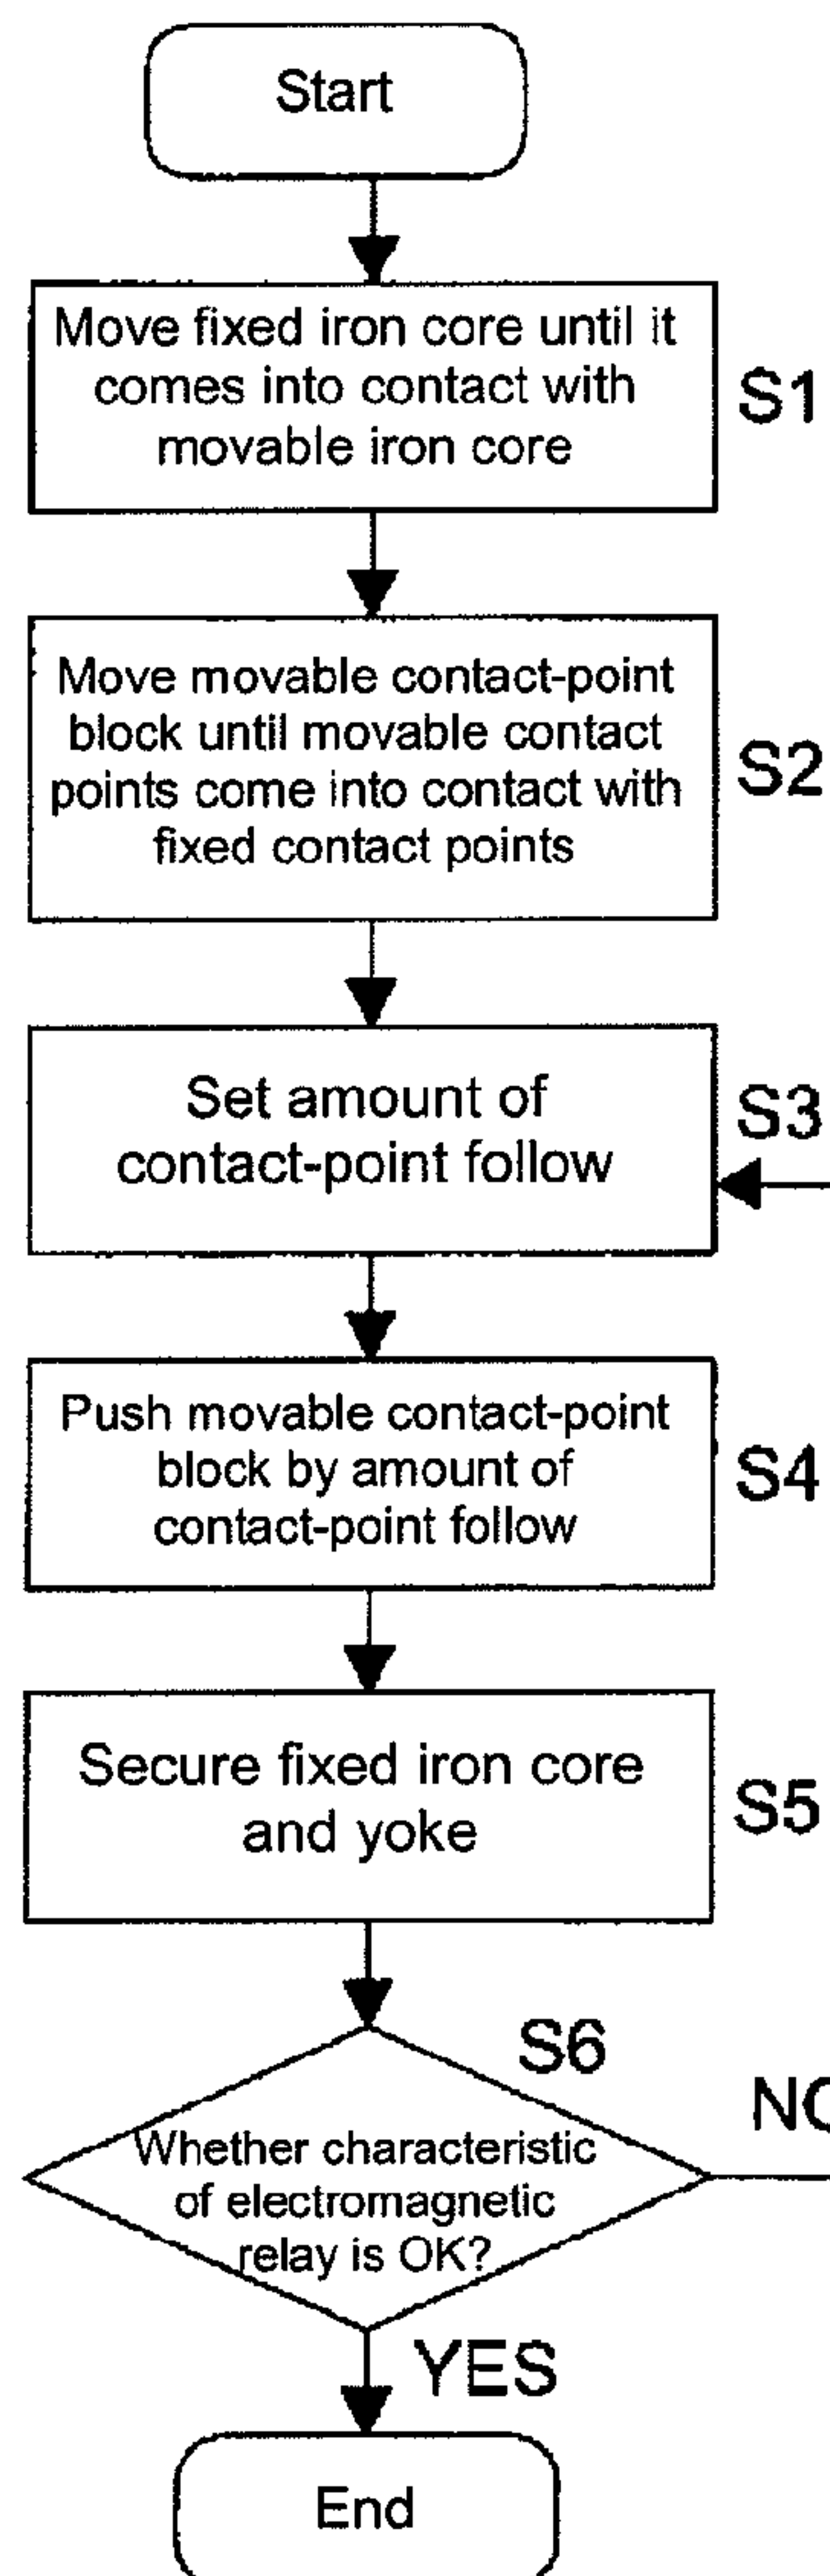 Start
Move fixed iron core until it
comes into contact with
movable iron core
S1
Move movable contact-point
block until movable contact
points come into contact with
fixed contact points
S2
Set amount of
contact-point follow
S3
Push movable contact-point
block by amount of
contact-point follow
S4
Secure fixed iron core
and yoke
S5
S6
Whether characteristic
of electromagnetic
relay is OK?
NO
YES
End